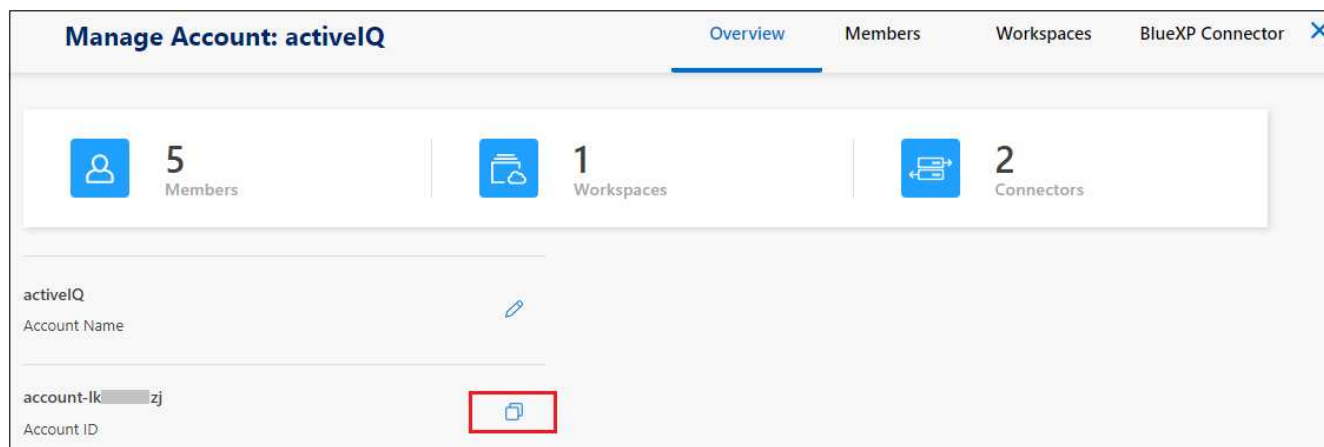 Manage Account: activeIQ
Overview
Members
Workspaces
BlueXP Connector
5
Members
1
Workspaces
2
Connectors
activeIQ
Account Name
account-lk zj
Account ID